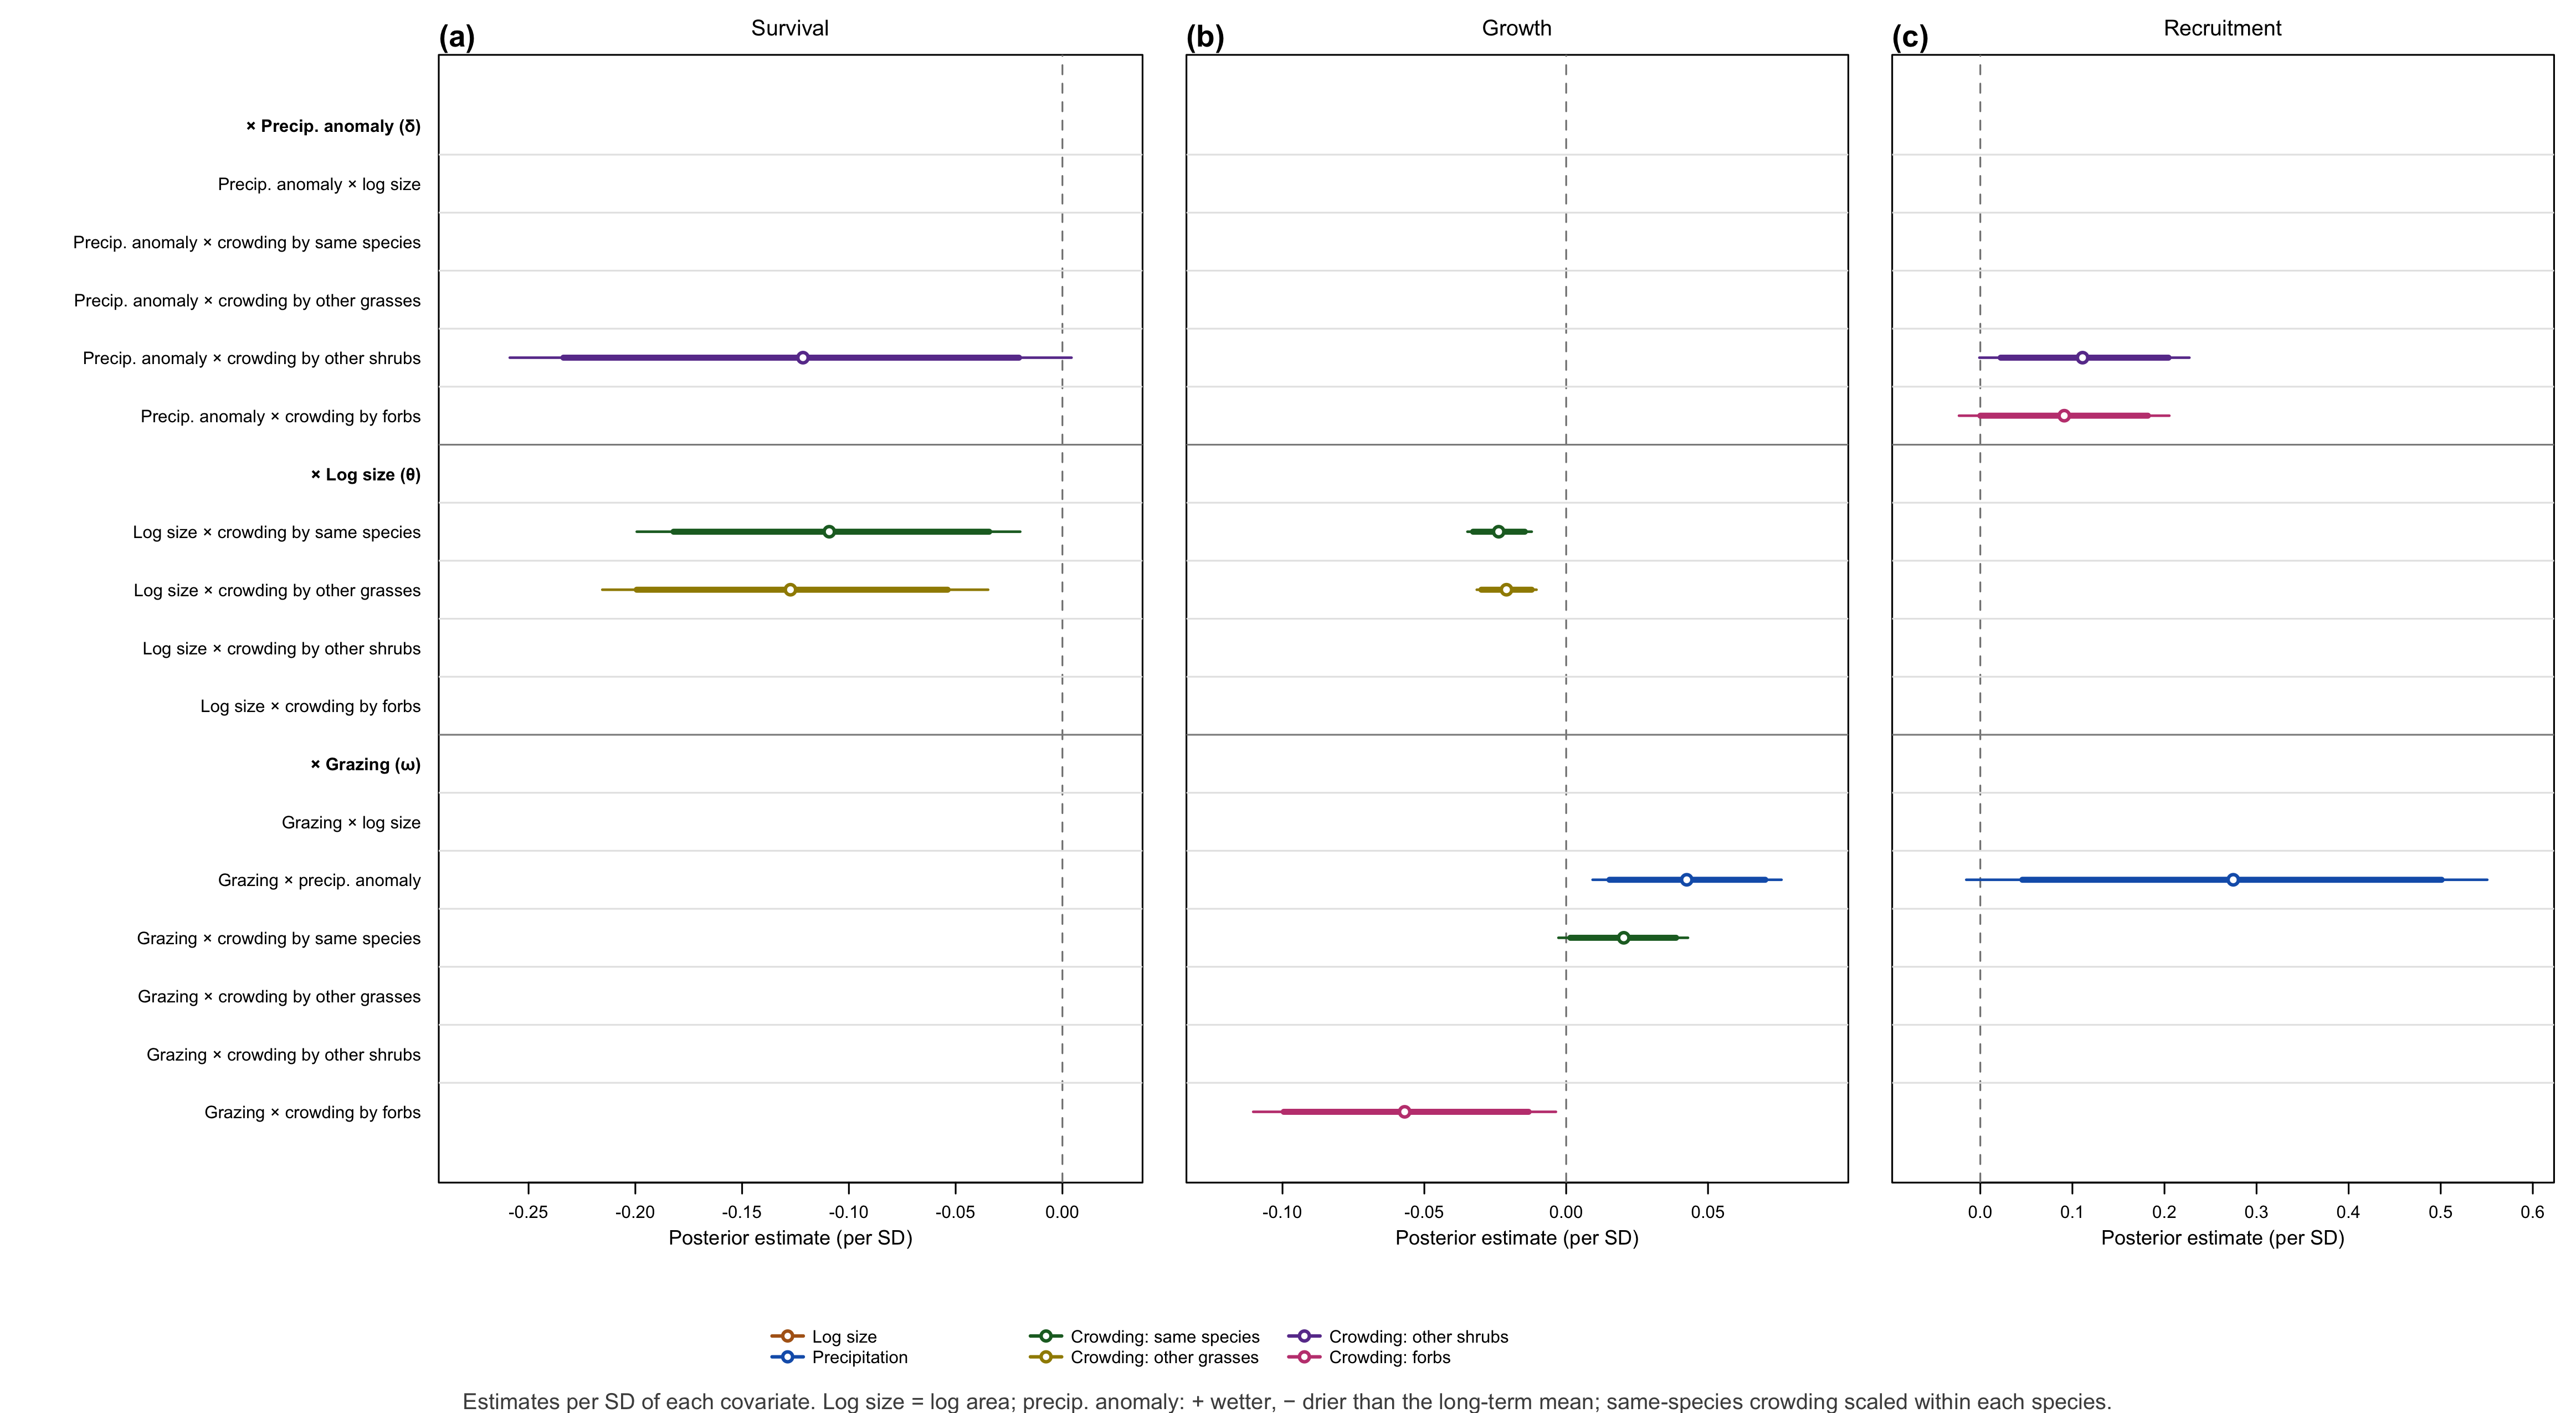 (a) Survival (b) Growth (c) Recruitment
× Precip. anomaly (δ)
Precip. anomaly × log size
Precip. anomaly × crowding by same species
Precip. anomaly × crowding by other grasses
Precip. anomaly × crowding by other shrubs
Precip. anomaly × crowding by forbs
× Log size (θ)
Log size × crowding by same species
Log size × crowding by other grasses
Log size × crowding by other shrubs
Log size × crowding by forbs
× Grazing (ω)
Grazing × log size
Grazing × precip. anomaly
Grazing × crowding by same species
Grazing × crowding by other grasses
Grazing × crowding by other shrubs
Grazing × crowding by forbs
-0.25 -0.20 -0.15 -0.10 -0.05 0.00 -0.10 -0.05 0.00 0.05 0.0 0.1 0.2 0.3 0.4 0.5 0.6
Posterior estimate (per SD) Posterior estimate (per SD) Posterior estimate (per SD)
Log size Crowding: same species Crowding: other shrubs
Precipitation Crowding: other grasses Crowding: forbs
Estimates per SD of each covariate. Log size = log area; precip. anomaly: + wetter, − drier than the long-term mean; same-species crowding scaled within each species.